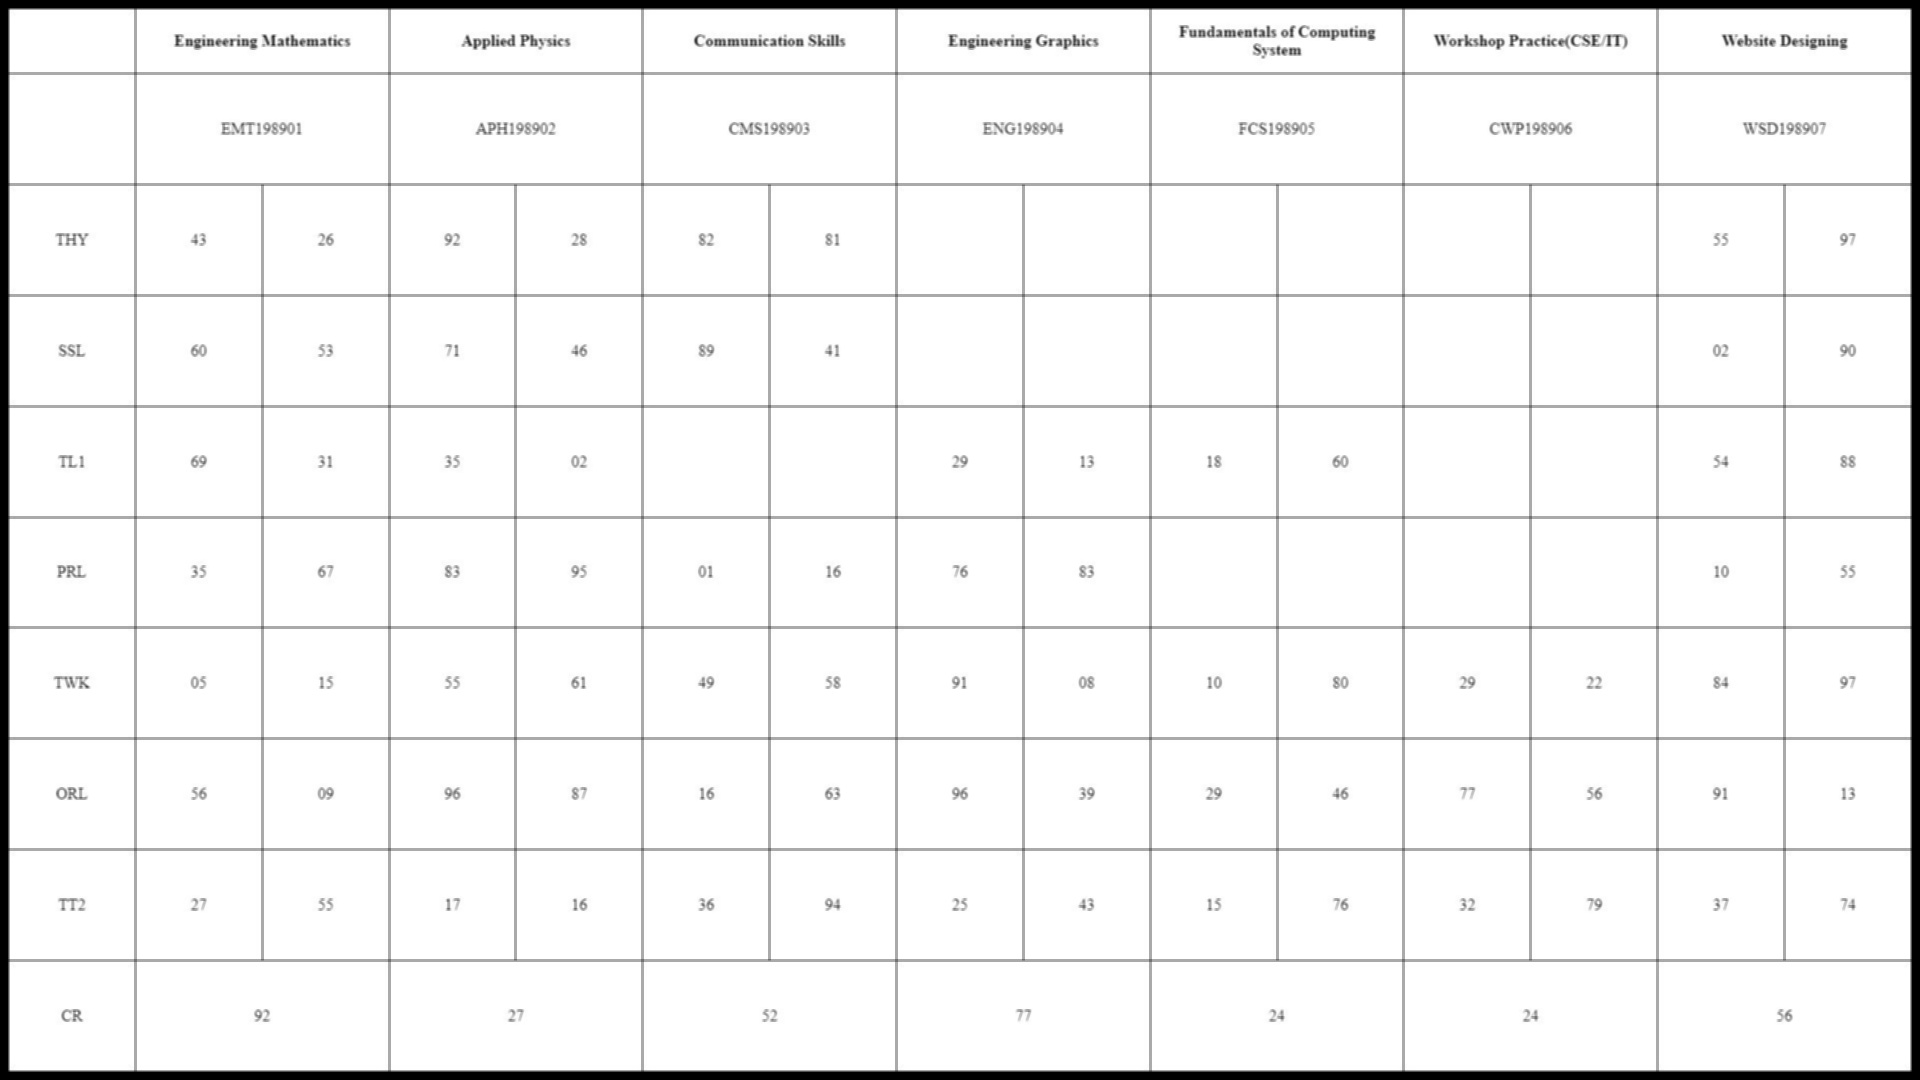 Engineering Mathematics Applied Physics Communication Skills Engineering Graphics Fundamentals of Computing System Workshop Practice(CSE/IT) Website Designing
EMT198901 APH198902 CMS198903 ENG198904 FCS198905 CWP198906 WSD198907
THY 43 26 92 28 82 81 55 97
SSL 60 53 71 46 89 41 02 90
TL1 69 31 35 02 29 13 18 60 54 88
PRL 35 67 83 95 01 16 76 83 10 55
TWK 05 15 55 61 49 58 91 08 10 80 29 22 84 97
ORL 56 09 96 87 16 63 96 39 29 46 77 56 91 13
TT2 27 55 17 16 36 94 25 43 15 76 32 79 37 74
CR 92 27 52 77 24 24 56